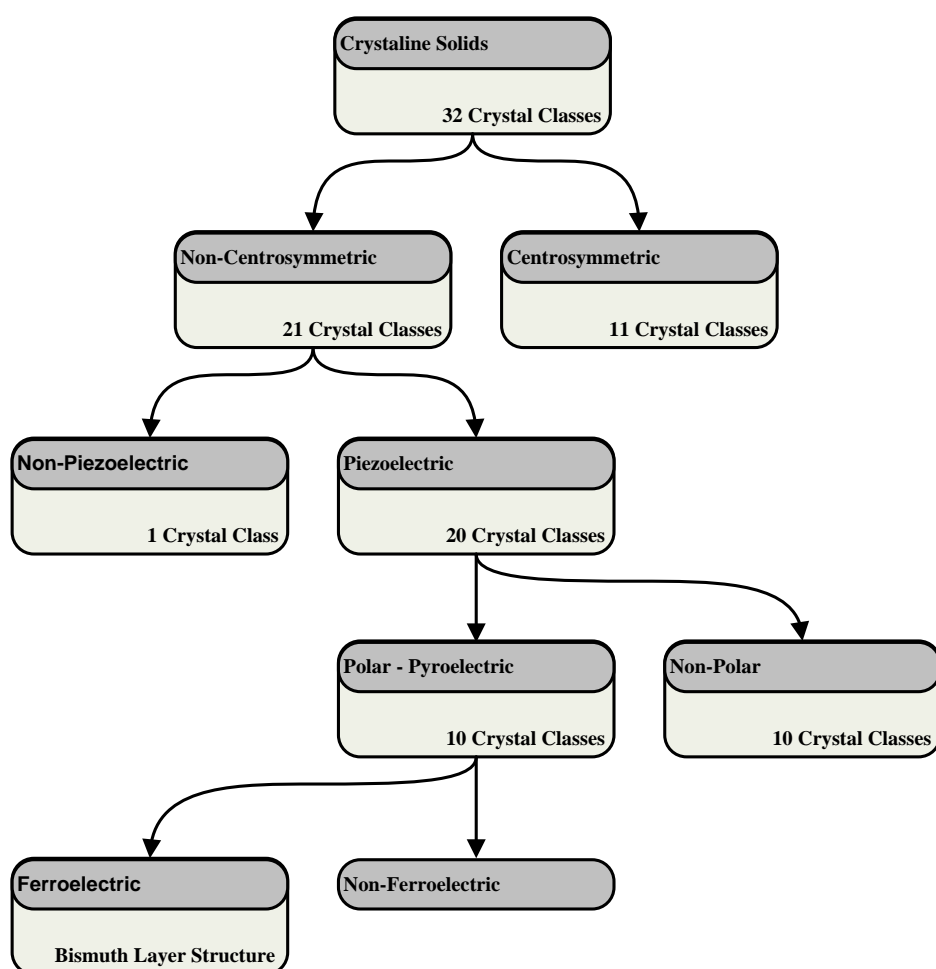 Crystaline Solids
32 Crystal Classes
Non-Centrosymmetric
21 Crystal Classes
Centrosymmetric
11 Crystal Classes
Non-Piezoelectric
1 Crystal Class
Piezoelectric
20 Crystal Classes
Polar - Pyroelectric
10 Crystal Classes
Non-Polar
10 Crystal Classes
Ferroelectric
Bismuth Layer Structure
Non-Ferroelectric